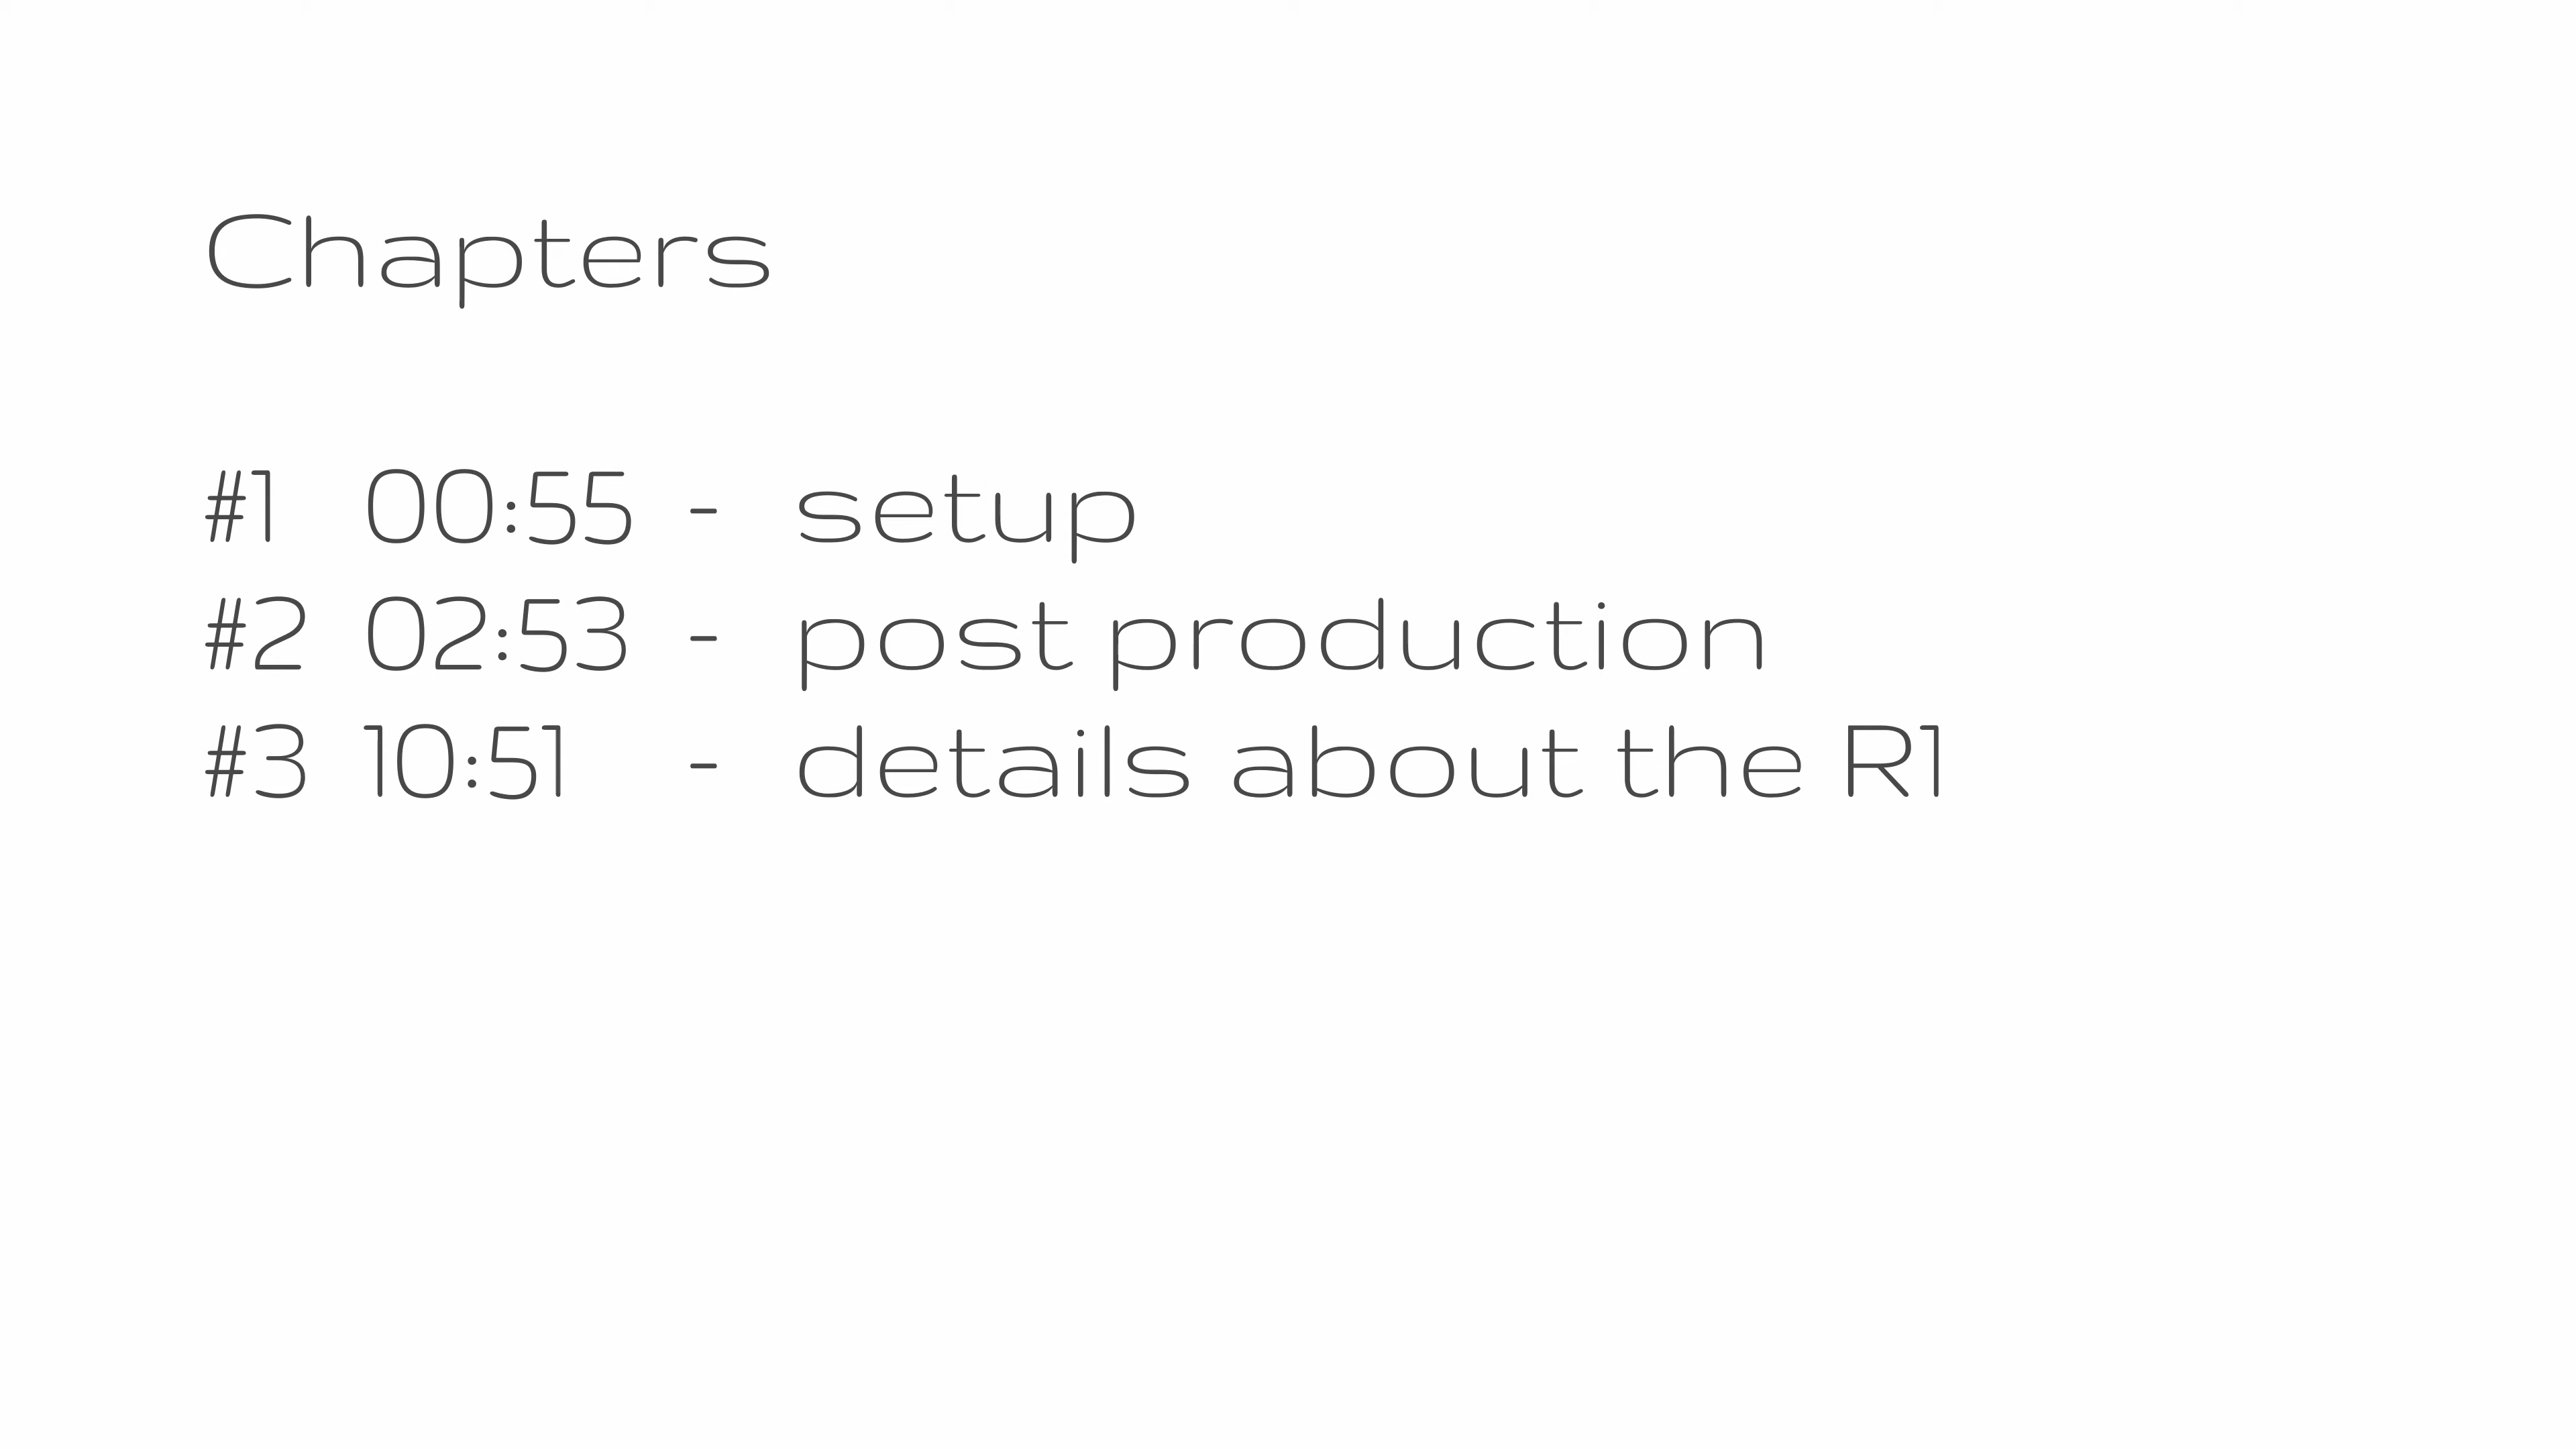 Chapters
#1 00:55 - setup
#2 02:53 - post production
#3 10:51 - details about the R1